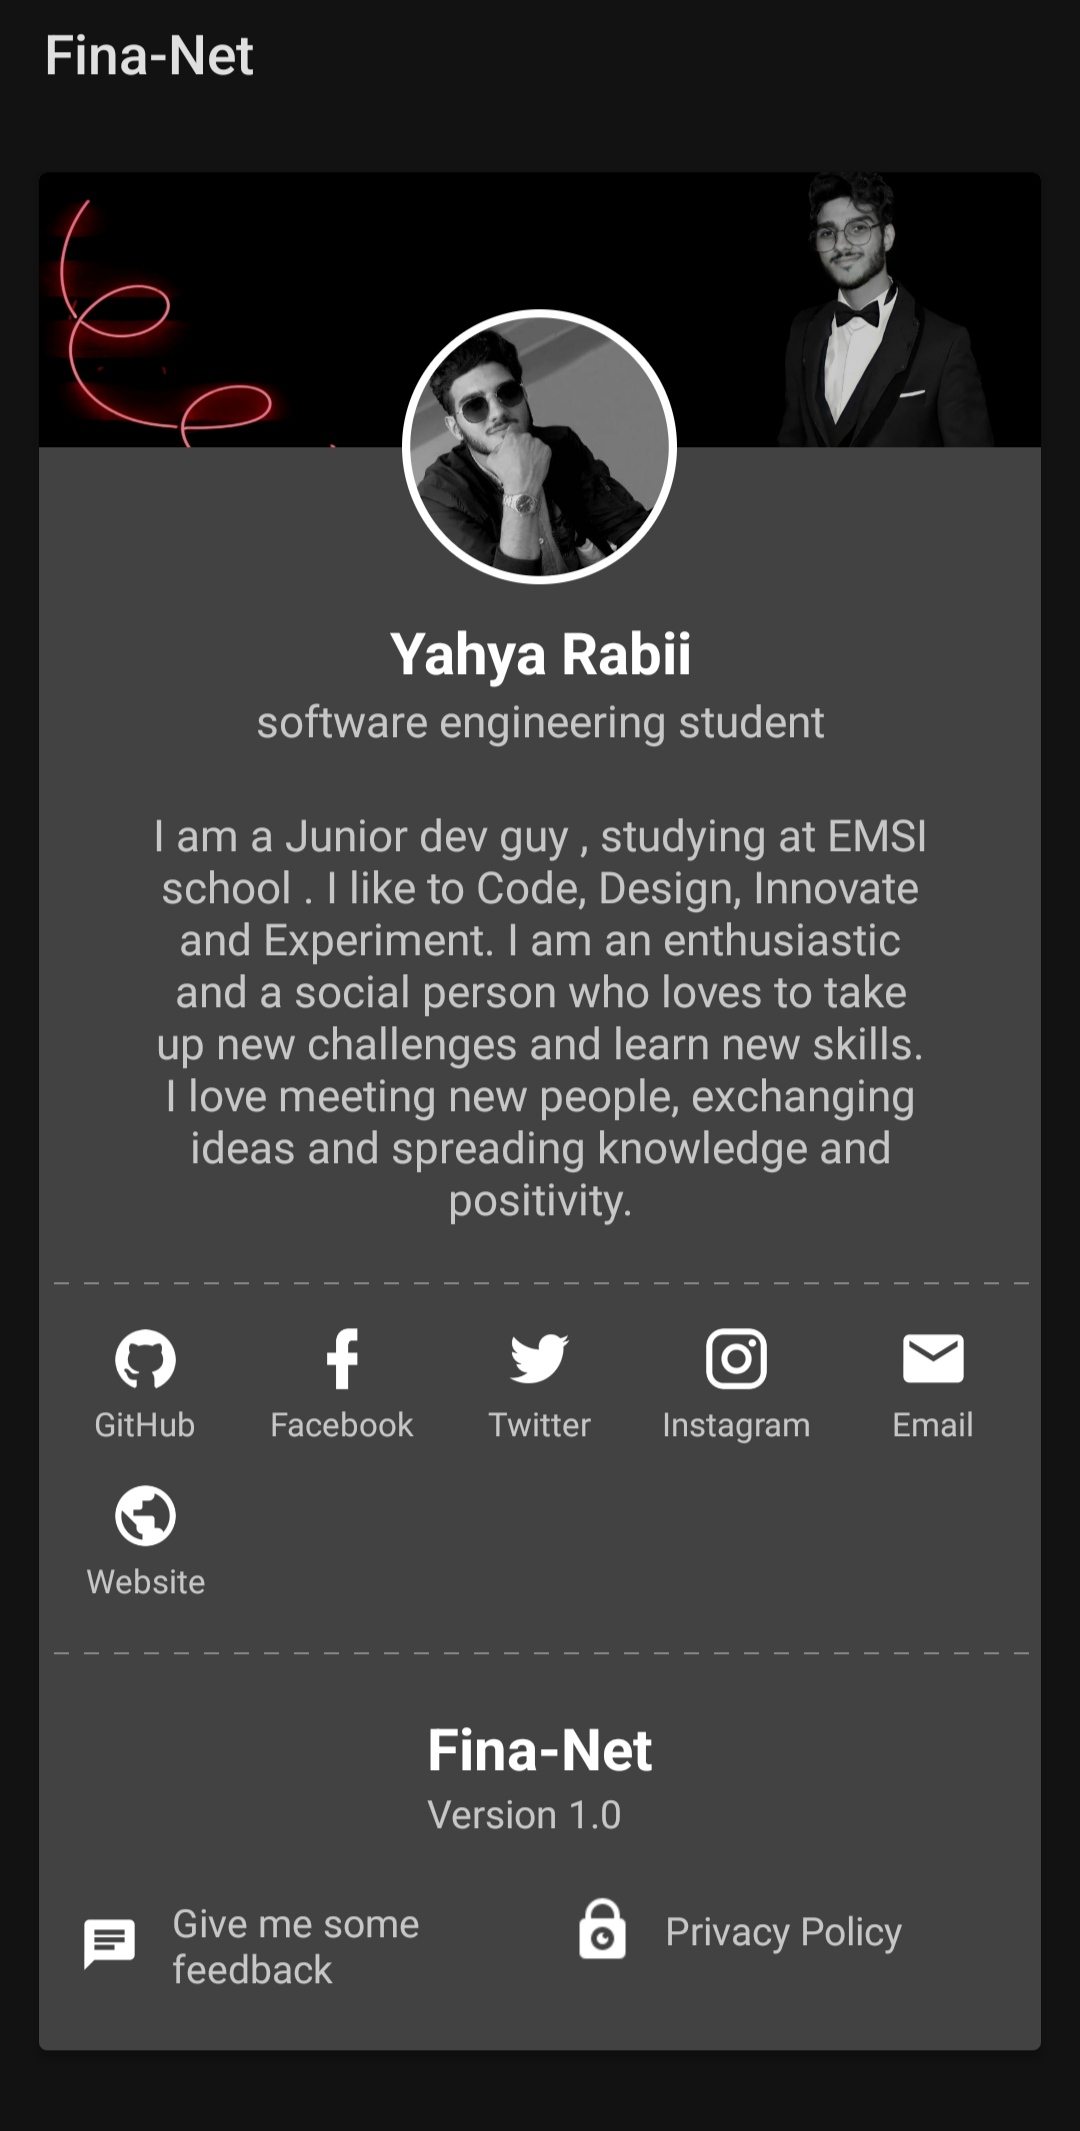 Fina-Net
Yahya Rabii
software engineering student
I am a Junior dev guy , studying at EMSI
school . I like to Code, Design, Innovate
and Experiment. I am an enthusiastic
and a social person who loves to take
up new challenges and learn new skills.
I love meeting new people, exchanging
ideas and spreading knowledge and
positivity.
GitHub
Facebook
Twitter
Instagram
Email
Website
Fina-Net
Version 1.0
Give me some
feedback
Privacy Policy